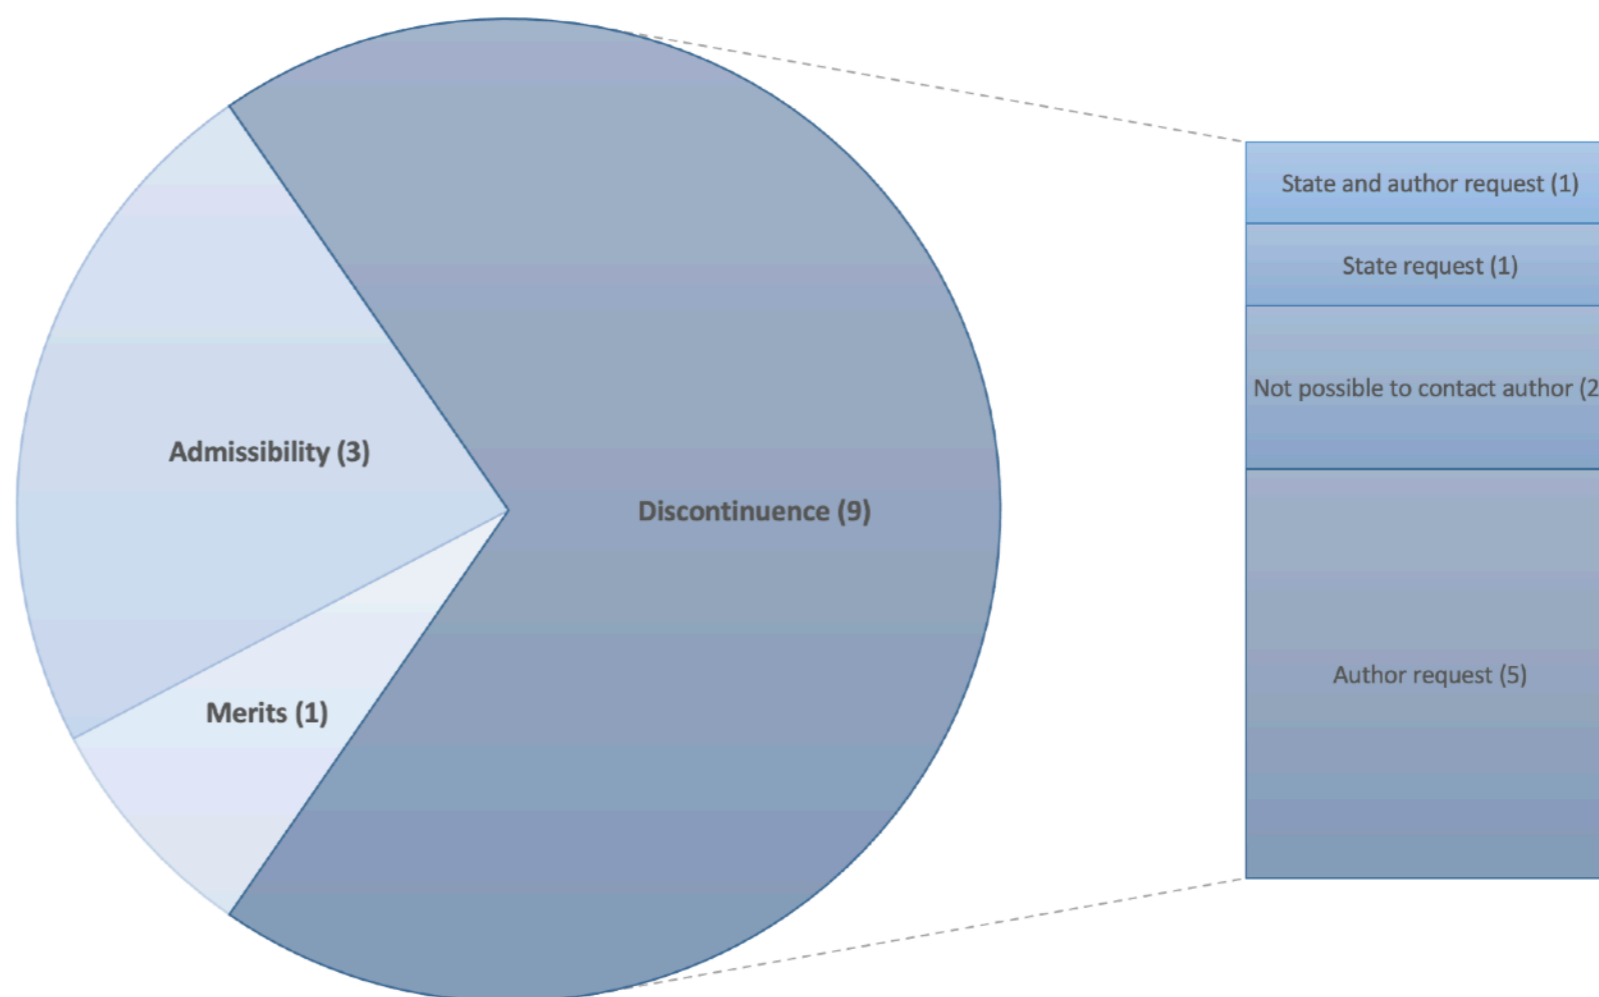 State and author request (1)
State request (1)
Not possible to contact author (2
Admissibility (3)
Discontinuence (9)
Author request (5)
Merits (1)